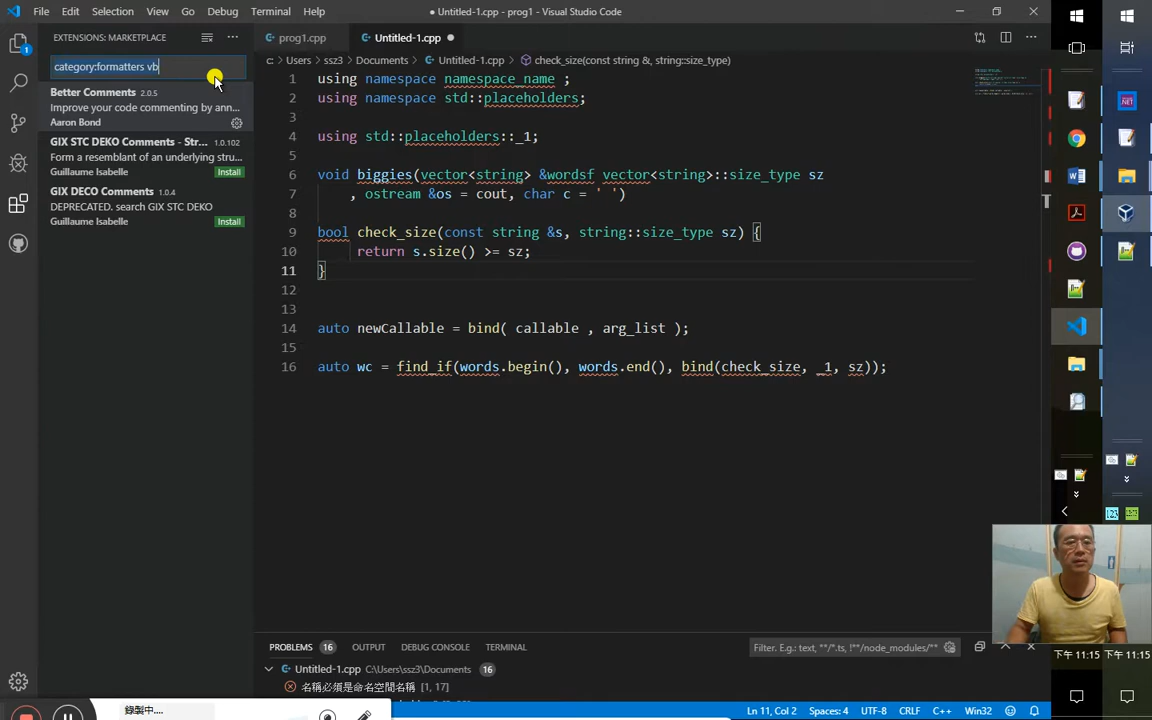 File Edit Selection View Go Debug Terminal Help
● Untitled-1.cpp - prog1 - Visual Studio Code
EXTENSIONS: MARKETPLACE
category:formatters vb
Better Comments 2.0.5
Improve your code commenting by ann...
Aaron Bond
GIX STC DEKO Comments - Str... 1.0.102
Form a resemblant of an underlying stru...
Guillaume Isabelle Install
GIX DECO Comments 1.0.4
DEPRECATED. search GIX STC DEKO
Guillaume Isabelle Install
prog1.cpp Untitled-1.cpp
c: > Users > ssz3 > Documents > Untitled-1.cpp > check_size(const string &, string::size_type)
1 using namespace namespace_name ;
2 using namespace std::placeholders;
3
4 using std::placeholders::_1;
5
6 void biggies(vector<string> &wordsf vector<string>::size_type sz
7 , ostream &os = cout, char c = ' ')
8
9 bool check_size(const string &s, string::size_type sz) {
10 return s.size() >= sz;
11 }
12
13
14 auto newCallable = bind( callable , arg_list );
15
16 auto wc = find_if(words.begin(), words.end(), bind(check_size, _1, sz));
PROBLEMS 16 OUTPUT DEBUG CONSOLE TERMINAL
Filter. E.g.: text, **/*.ts, !**/node_modules/**
Untitled-1.cpp C:\Users\ssz3\Documents 16
名稱必須是命名空間名稱 [1, 17]
錄製中....
Ln 11, Col 2 Spaces: 4 UTF-8 CRLF C++ Win32
下午 11:15 下午 11:15